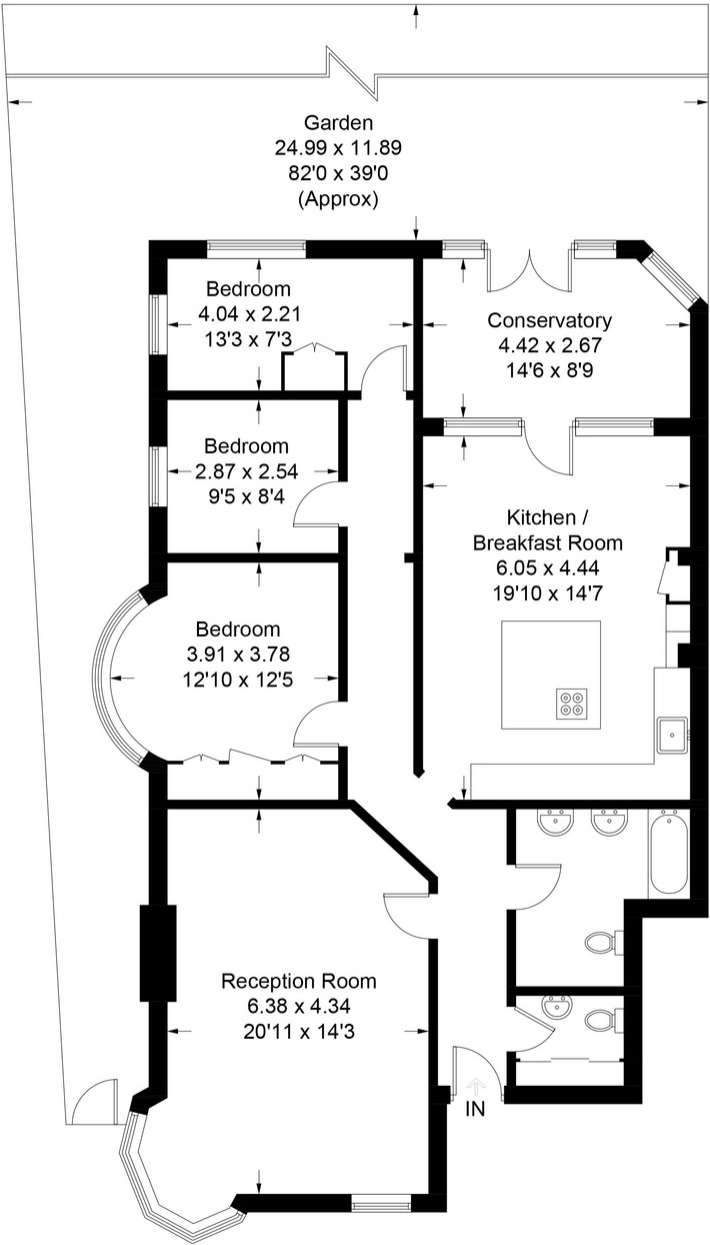 Garden
24.99 x 11.89
82'0 x 39'0
(Approx)
Bedroom
4.04 x 2.21
13'3 x 7'3
Conservatory
4.42 x 2.67
14'6 x 8'9
Bedroom
2.87 x 2.54
9'5 x 8'4
Kitchen /
Breakfast Room
6.05 x 4.44
19'10 x 14'7
Bedroom
3.91 x 3.78
12'10 x 12'5
Reception Room
6.38 x 4.34
20'11 x 14'3
IN